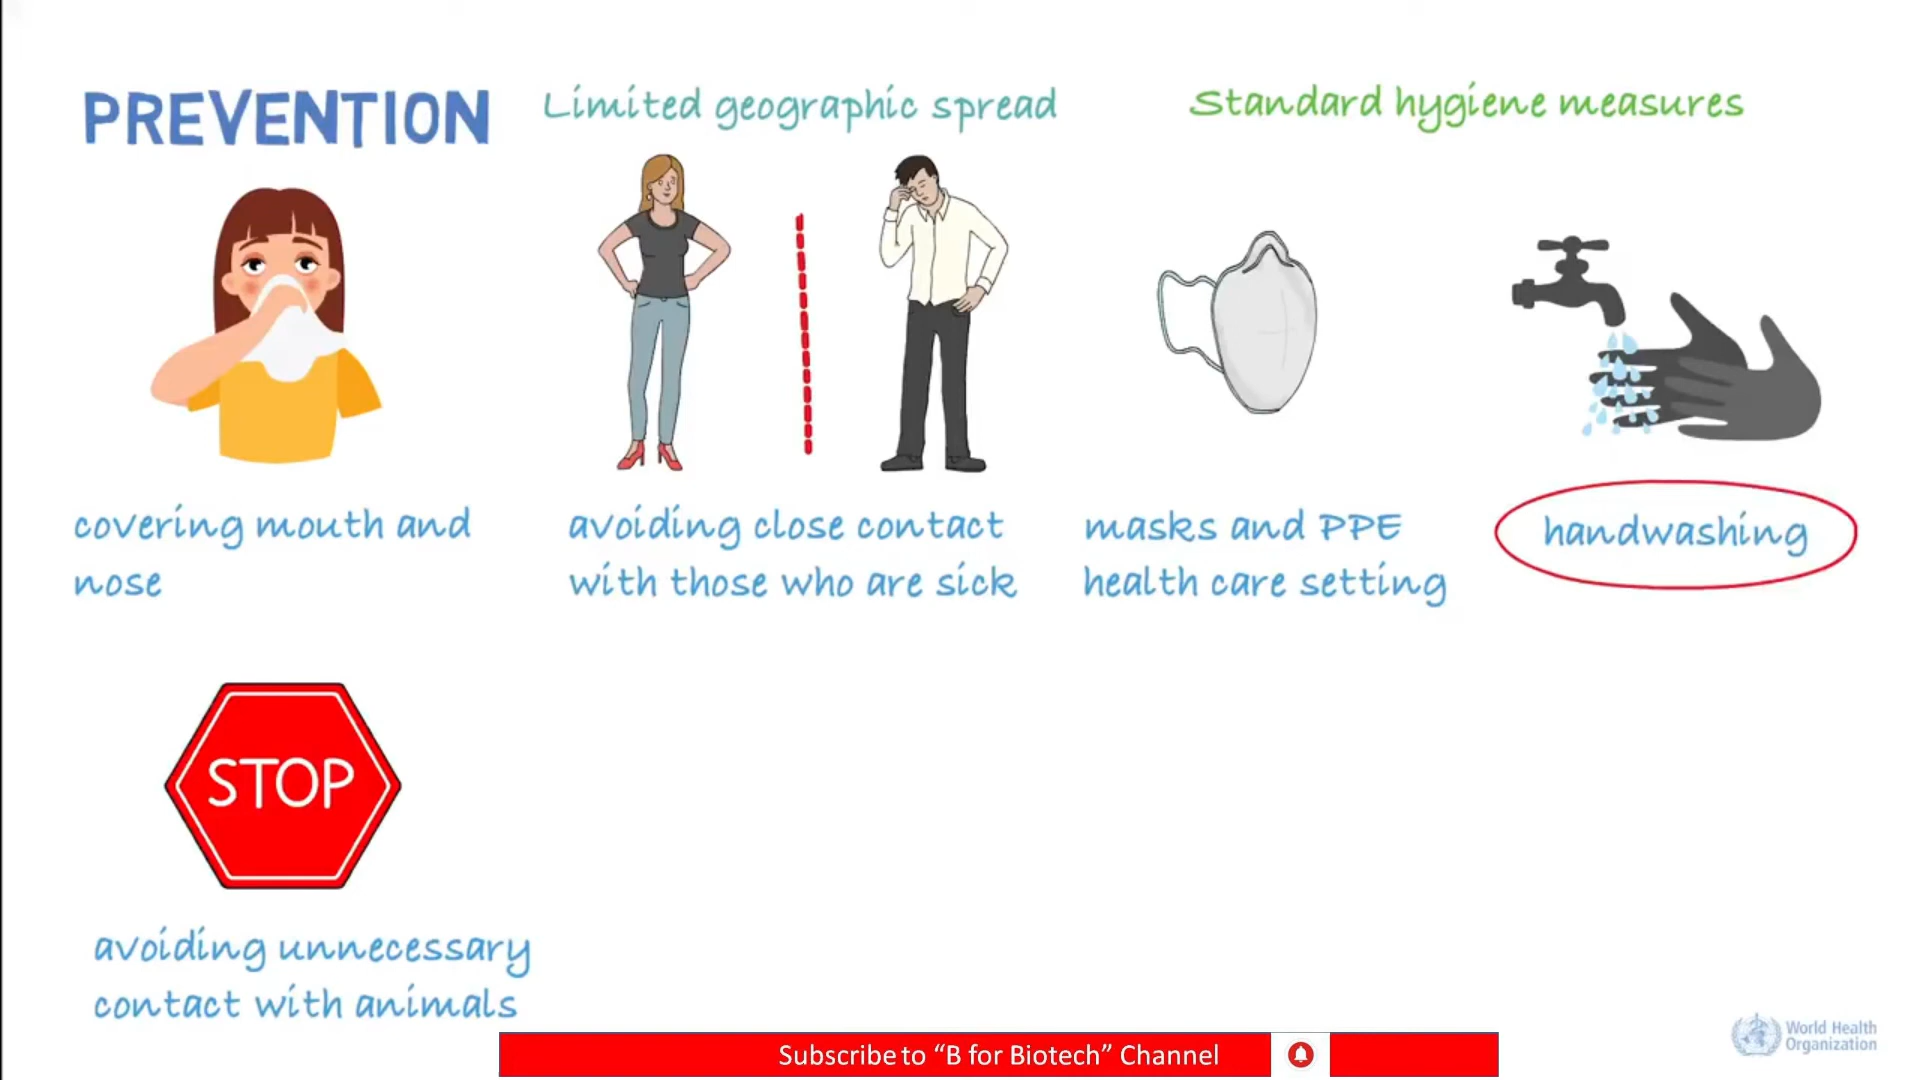 PREVENTION
Limited geographic spread
Standard hygiene measures
covering mouth and
nose
avoiding close contact
with those who are sick
masks and PPE
health care setting
handwashing
STOP
avoiding unnecessary
contact with animals
Subscribe to “B for Biotech” Channel
World Health
Organization